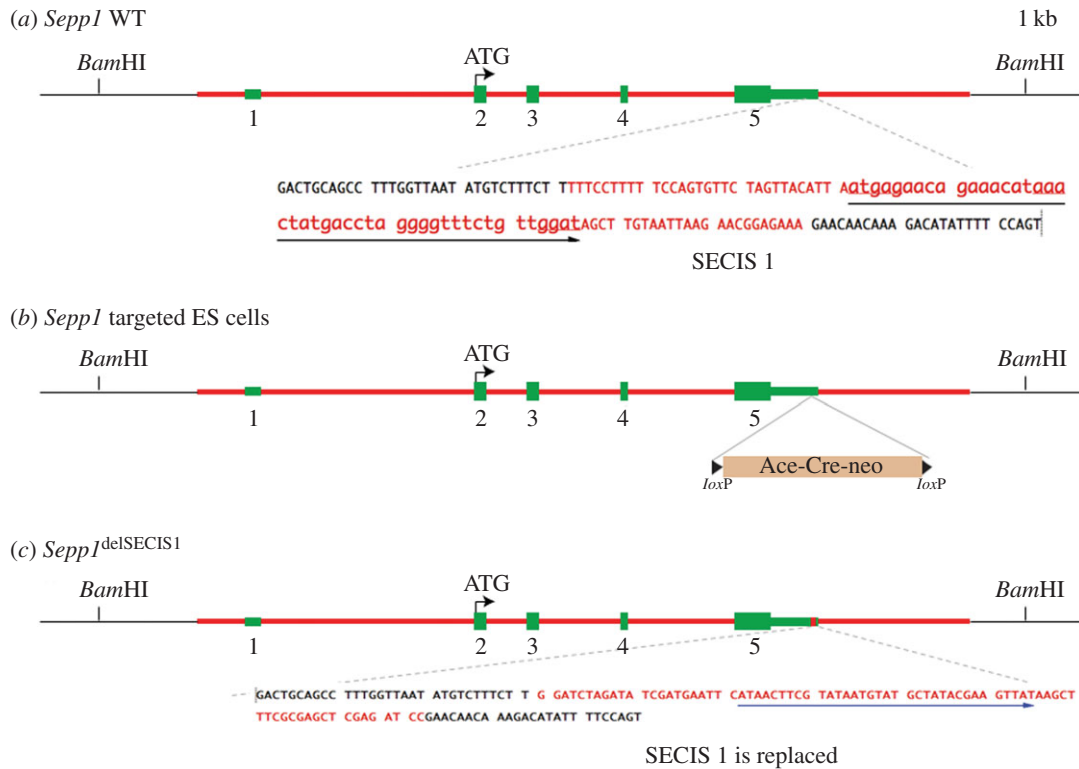 (a) Sepp1 WT
1 kb
BamHI
ATG
BamHI
1
2
3
4
5
GACTGCAGCC TTTGGTTAAT ATGTCTTTCT TTTTCCTTTTT TTCCAGTGTTC TAGTTACATT Aatgagaacaca gaaacataaa
ctatgaccta ggggtttctg ttggatAGCT TGTAATTAAG AACGGAGAAA GAACAACAAA GACATATTTT CCAGT
SECIS 1
(b) Sepp1 targeted ES cells
BamHI
ATG
BamHI
1
2
3
4
5
Ace-Cre-neo
loxP
loxP
(c) Sepp1delSECIS1
BamHI
ATG
BamHI
1
2
3
4
5
GACTGCAGCC TTTGGTTAAT ATGTCTTTCT T G GATCTAGATA TCGATGAATT CATAACTTCG TATAATGTAT GCTATACGAA GTTATAAGCT
TTCGCGAGCT CGAG AT CCGAACAACA AAGACATATT TTCCAGT
SECIS 1 is replaced